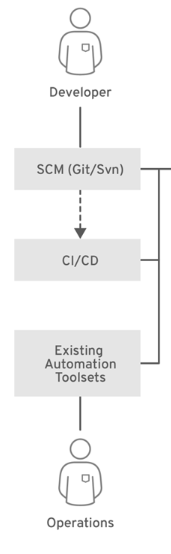 Developer
SCM (Git/Svn)
CI/CD
Existing
Automation
Toolsets
Operations